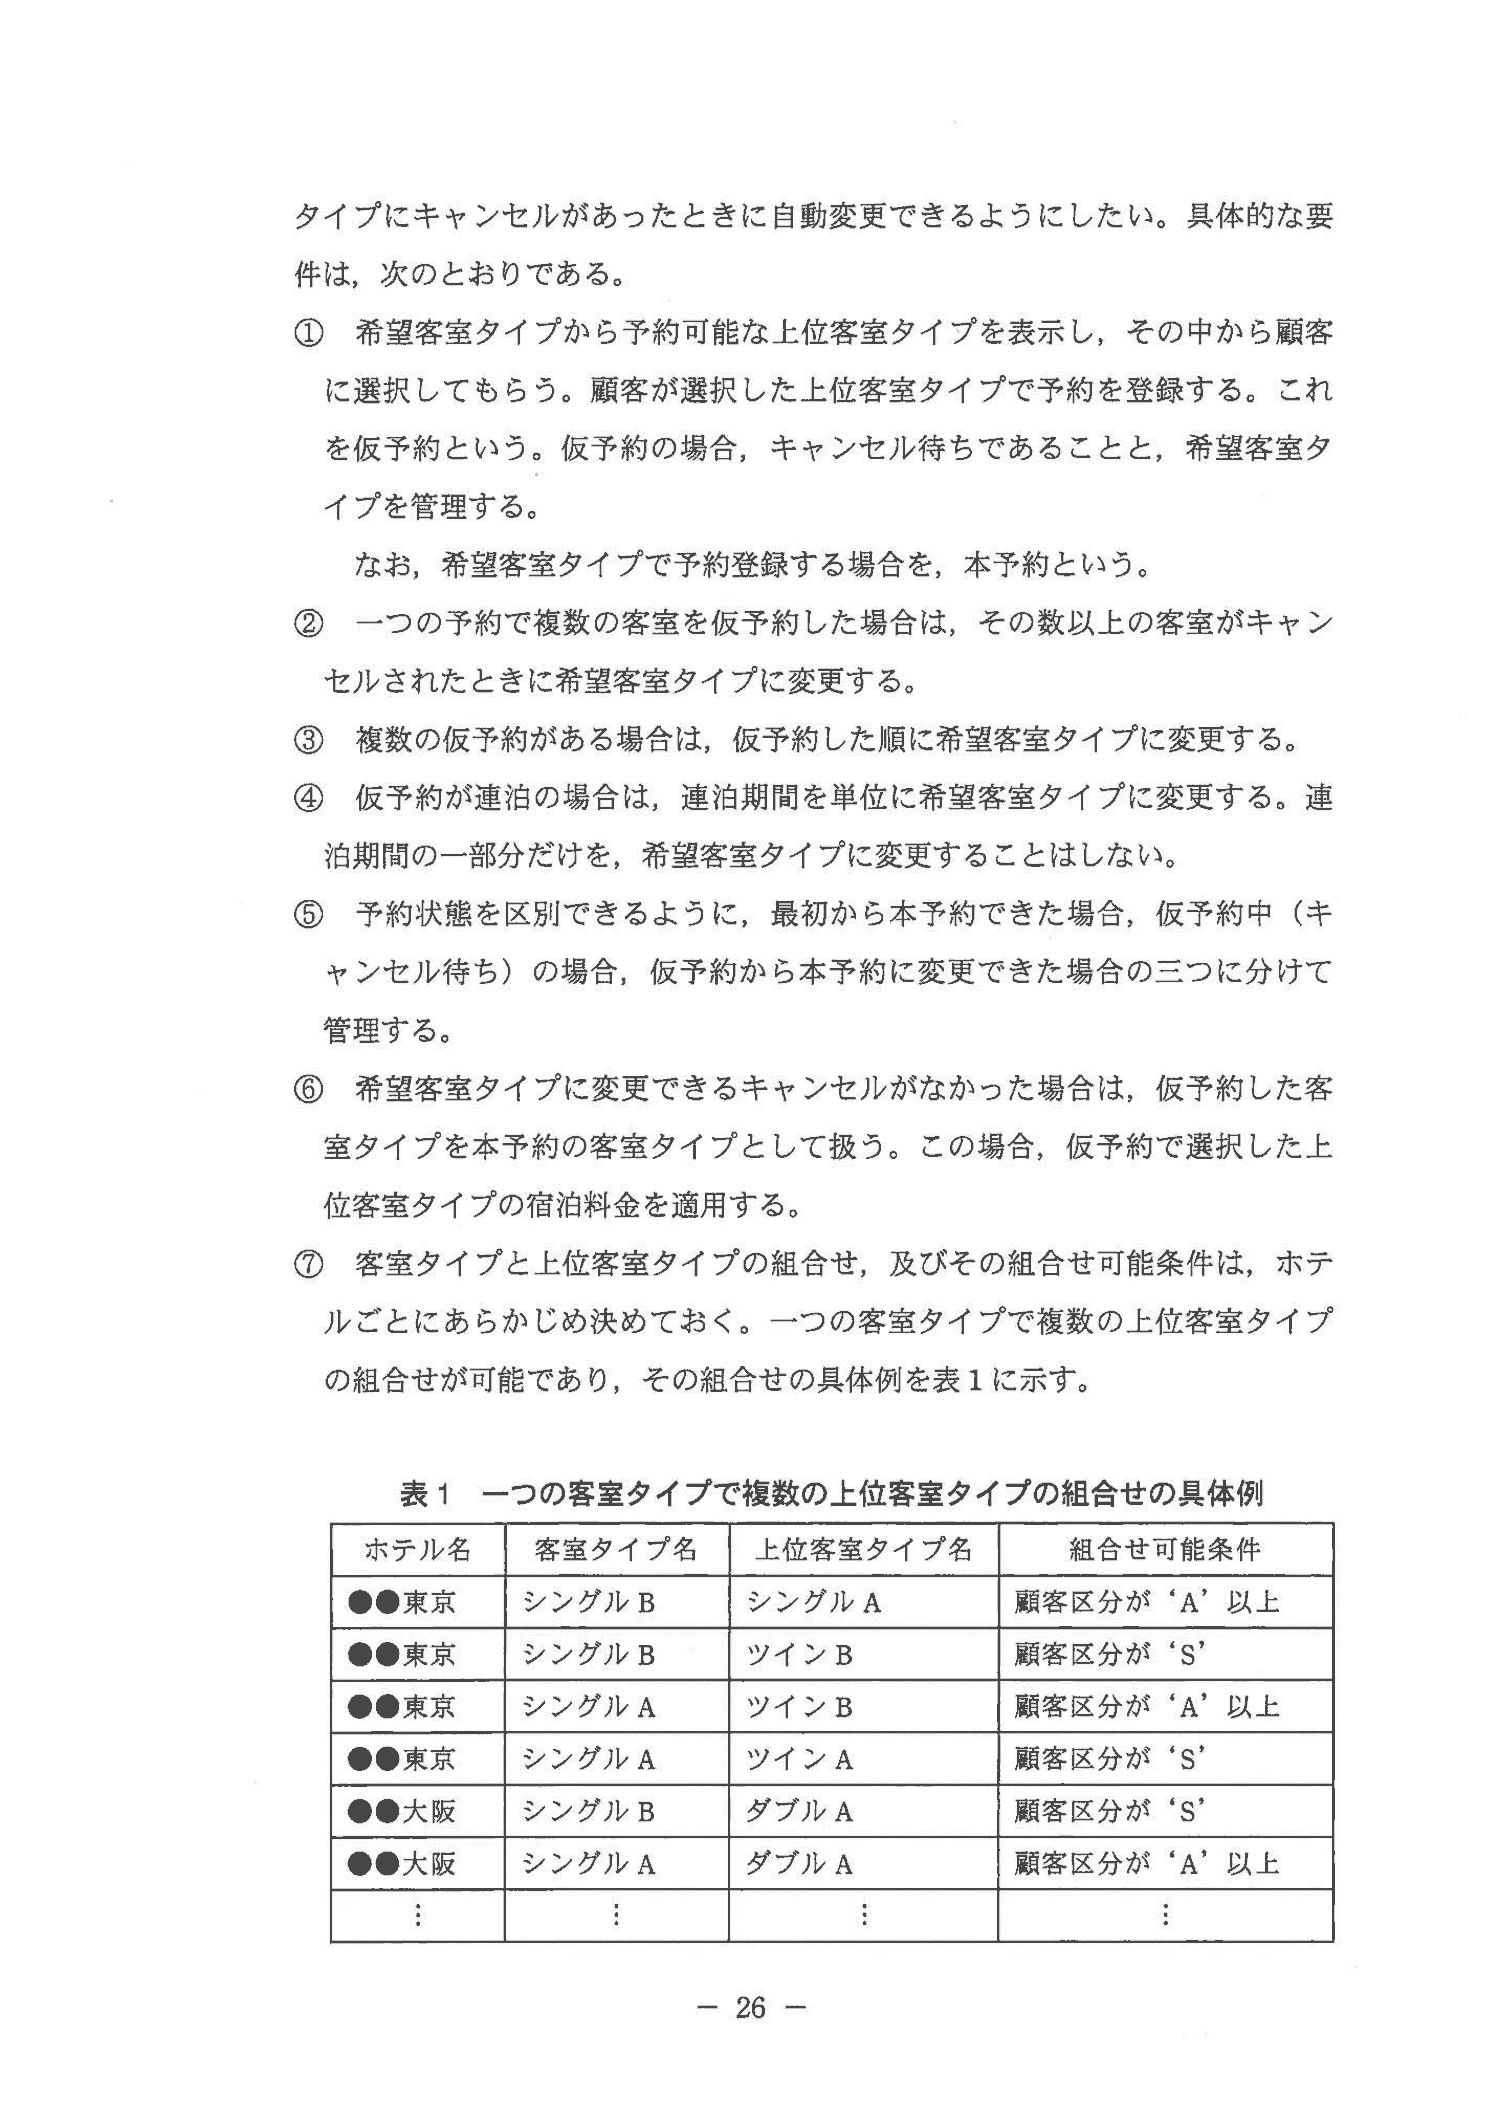 タイプにキャンセルがあったときに自動変更できるようにしたい。具体的な要
件は，次のとおりである。
①　希望客室タイプから予約可能な上位客室タイプを表示し，その中から顧客
に選択してもらう。顧客が選択した上位客室タイプで予約を登録する。これ
を仮予約という。仮予約の場合，キャンセル待ちであることと，希望客室タ
イプを管理する。
なお，希望客室タイプで予約登録する場合を，本予約という。
②　一つの予約で複数の客室を仮予約した場合は，その数以上の客室がキャン
セルされたときに希望客室タイプに変更する。
③　複数の仮予約がある場合は，仮予約した順に希望客室タイプに変更する。
④　仮予約が連泊の場合は，連泊期間を単位に希望客室タイプに変更する。連
泊期間の一部分だけを，希望客室タイプに変更することはしない。
⑤　予約状態を区別できるように，最初から本予約できた場合，仮予約中（キ
ャンセル待ち）の場合，仮予約から本予約に変更できた場合の三つに分けて
管理する。
⑥　希望客室タイプに変更できるキャンセルがなかった場合は，仮予約した客
室タイプを本予約の客室タイプとして扱う。この場合，仮予約で選択した上
位客室タイプの宿泊料金を適用する。
⑦　客室タイプと上位客室タイプの組合せ，及びその組合せ可能条件は，ホテ
ルごとにあらかじめ決めておく。一つの客室タイプで複数の上位客室タイプ
の組合せが可能であり，その組合せの具体例を表1に示す。
表1　一つの客室タイプで複数の上位客室タイプの組合せの具体例
ホテル名　客室タイプ名　上位客室タイプ名　組合せ可能条件
●●東京　シングルB　シングルA　顧客区分が‘A’以上
●●東京　シングルB　ツインB　顧客区分が‘S’
●●東京　シングルA　ツインB　顧客区分が‘A’以上
●●東京　シングルA　ツインA　顧客区分が‘S’
●●大阪　シングルB　ダブルA　顧客区分が‘S’
●●大阪　シングルA　ダブルA　顧客区分が‘A’以上
⋮　⋮　⋮　⋮
－ 26 －